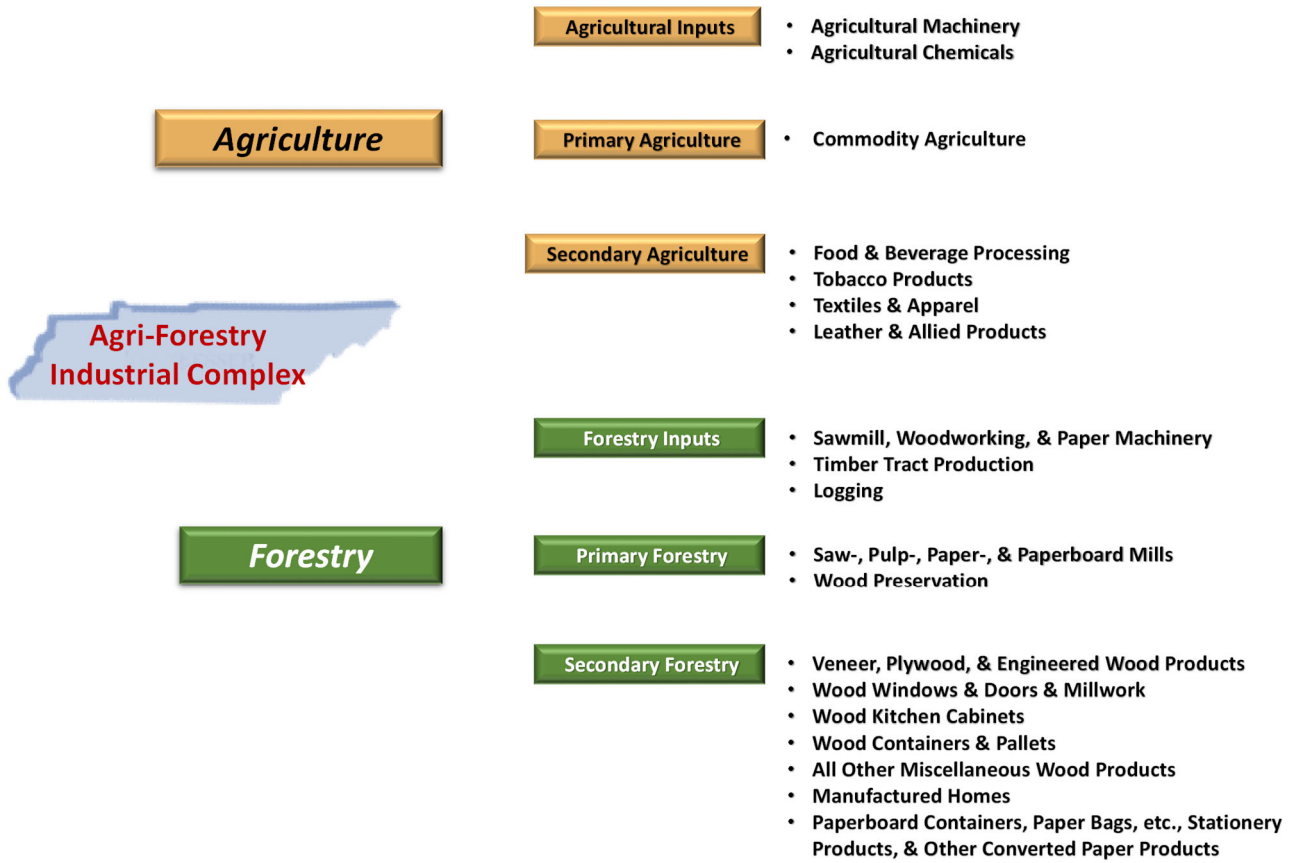 Agricultural Inputs
• Agricultural Machinery
• Agricultural Chemicals
Agriculture
Primary Agriculture
• Commodity Agriculture
Secondary Agriculture
• Food & Beverage Processing
• Tobacco Products
• Textiles & Apparel
• Leather & Allied Products
Agri-Forestry
Industrial Complex
Forestry Inputs
• Sawmill, Woodworking, & Paper Machinery
• Timber Tract Production
• Logging
Forestry
Primary Forestry
• Saw-, Pulp-, Paper-, & Paperboard Mills
• Wood Preservation
Secondary Forestry
• Veneer, Plywood, & Engineered Wood Products
• Wood Windows & Doors & Millwork
• Wood Kitchen Cabinets
• Wood Containers & Pallets
• All Other Miscellaneous Wood Products
• Manufactured Homes
• Paperboard Containers, Paper Bags, etc., Stationery
Products, & Other Converted Paper Products